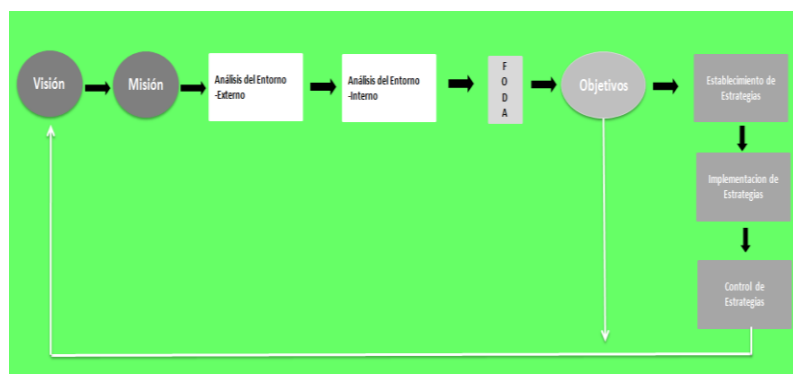 Visión
Misión
Análisis del Entorno
-Externo
Análisis del Entorno
-Interno
F
O
D
A
Objetivos
Establecimiento de
Estrategias
Implementacion de
Estrategias
Control de
Estrategias